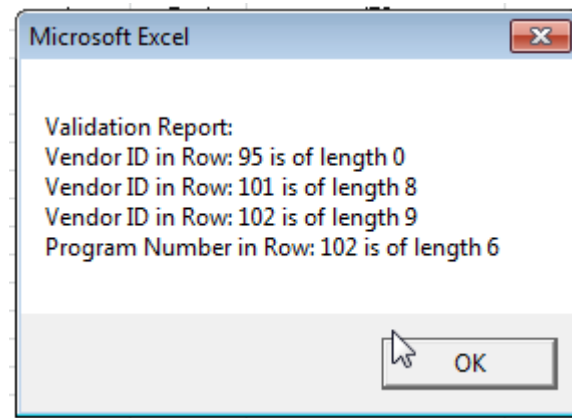 Microsoft Excel
Validation Report:
Vendor ID in Row: 95 is of length 0
Vendor ID in Row: 101 is of length 8
Vendor ID in Row: 102 is of length 9
Program Number in Row: 102 is of length 6
OK